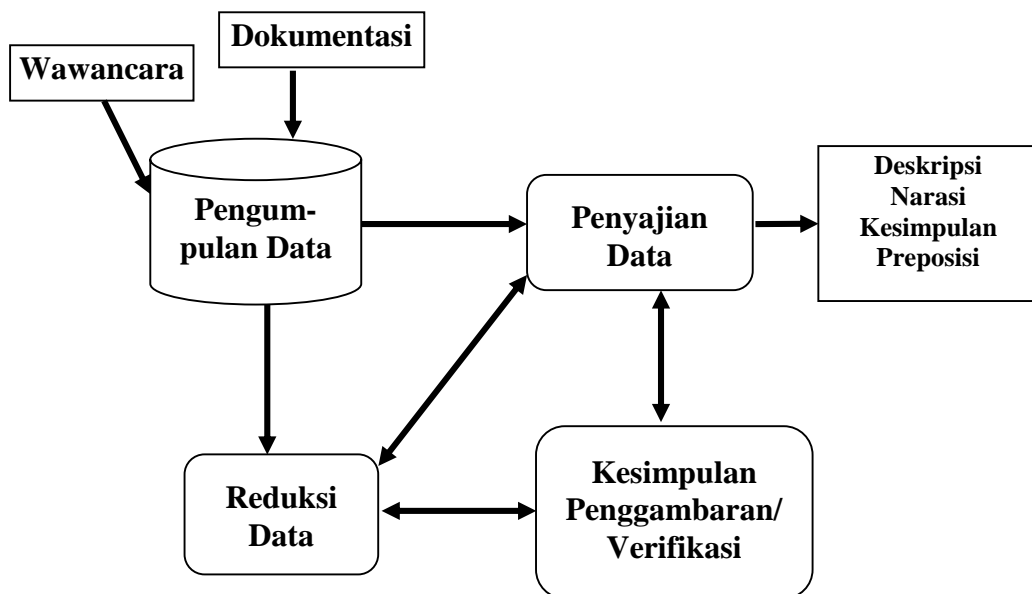 Wawancara
Dokumentasi
Pengum-
pulan Data
Penyajian
Data
Deskripsi
Narasi
Kesimpulan
Preposisi
Reduksi
Data
Kesimpulan
Penggambaran/
Verifikasi